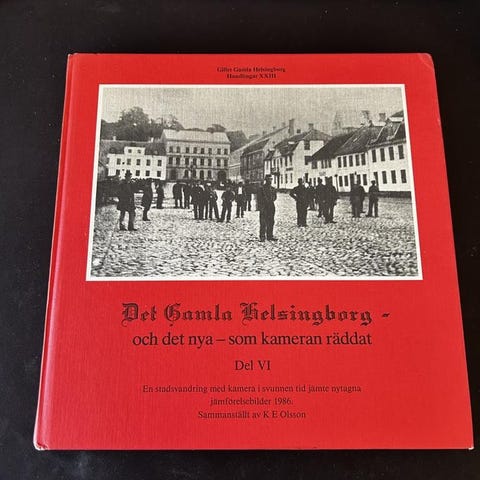 Gillet Gamla Helsingborg
Handlingar XXIII
Det Gamla Helsingborg -
och det nya – som kameran räddat
Del VI
En stadsvandring med kamera i svunnen tid jämte nytagna
jämförelsebilder 1986.
Sammanställt av K E Olsson